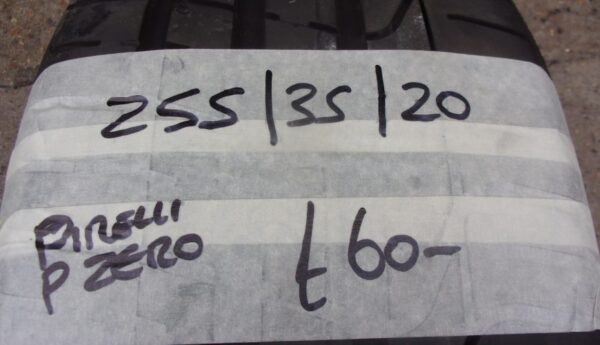 255/35/20
PIRELLI
P ZERO
£60-